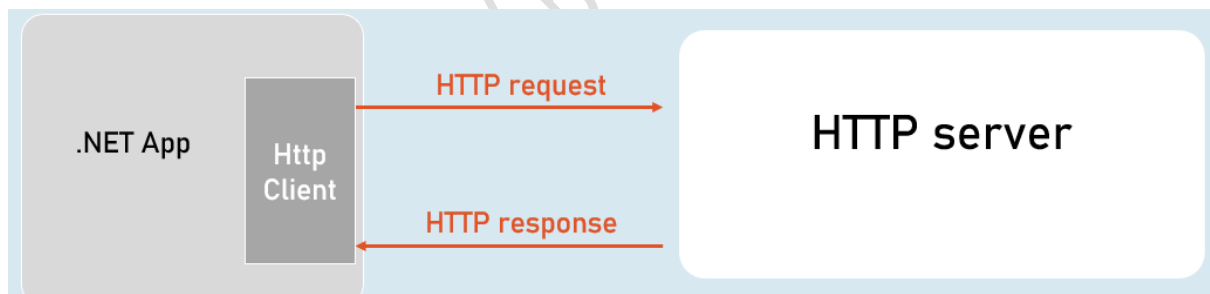 HTTP request
.NET App
Http
Client
HTTP server
HTTP response